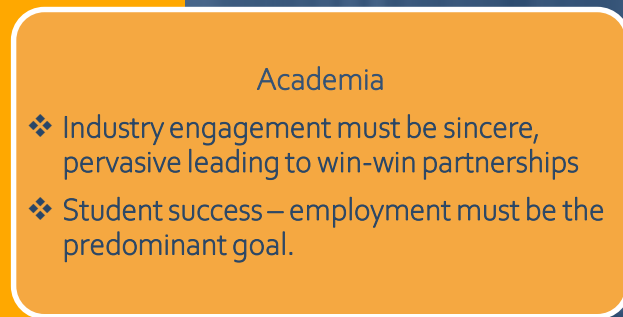 Academia
❖ Industry engagement must be sincere,
pervasive leading to win-win partnerships
❖ Student success – employment must be the
predominant goal.